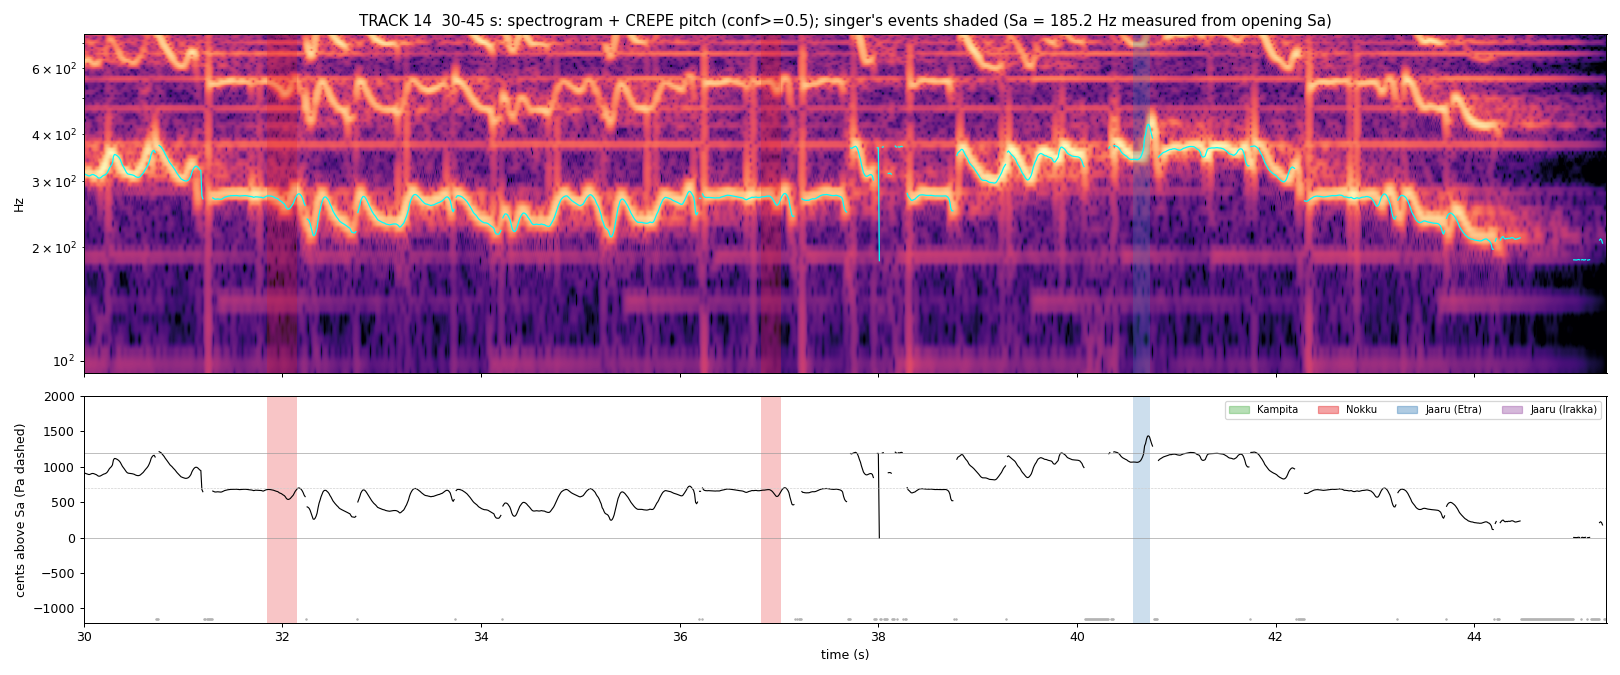 TRACK 14  30-45 s: spectrogram + CREPE pitch (conf>=0.5); singer's events shaded (Sa = 185.2 Hz measured from opening Sa)
6 × 10²
4 × 10²
3 × 10²
2 × 10²
10²
Hz
2000
1500
1000
500
0
−500
−1000
cents above Sa (Pa dashed)
Kampita Nokku Jaaru (Etra) Jaaru (Irakka)
30 32 34 36 38 40 42 44
time (s)